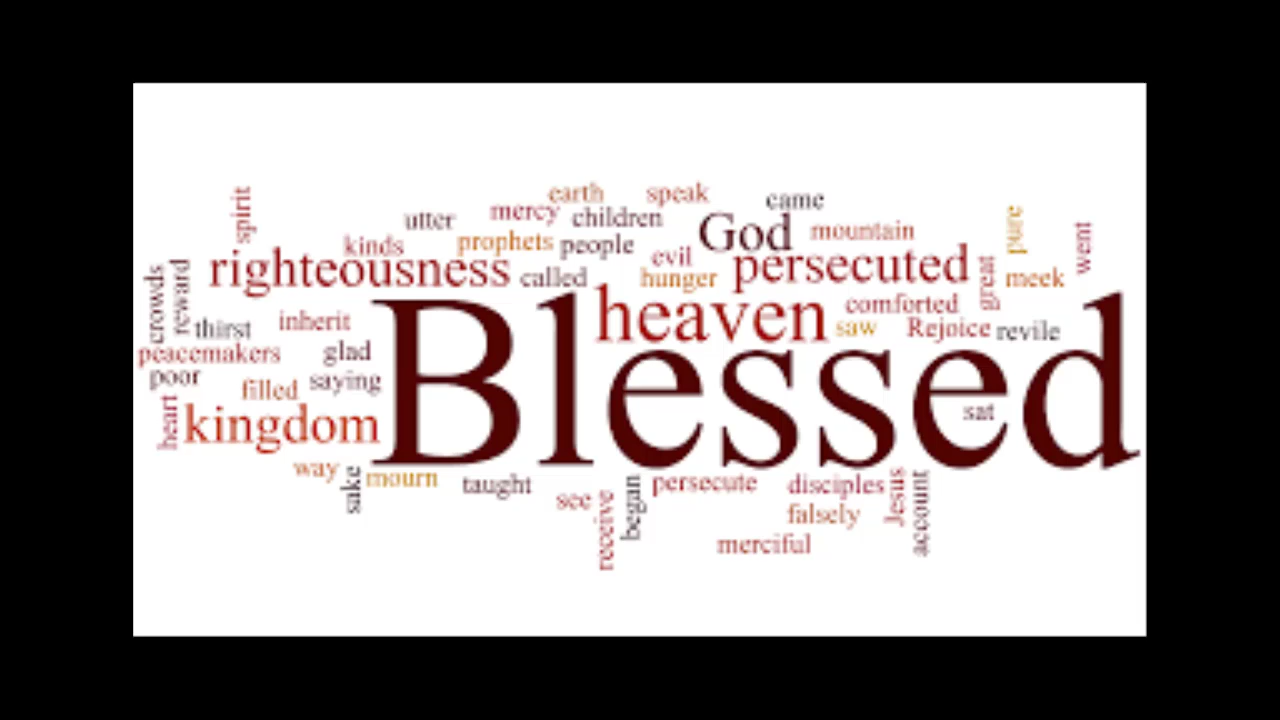 spirit
earth
speak
came
utter
mercy
children
God
mountain
pure
went
kinds
prophets
people
evil
righteousness
called
hunger
persecuted
great
meek
crowds
reward
thirst
inherit
heaven
comforted
saw
Rejoice
revile
peacemakers
glad
poor
filled
saying
Blessed
sat
heart
kingdom
way
sake
mourn
taught
see
receive
began
persecute
disciples
Jesus
account
falsely
merciful